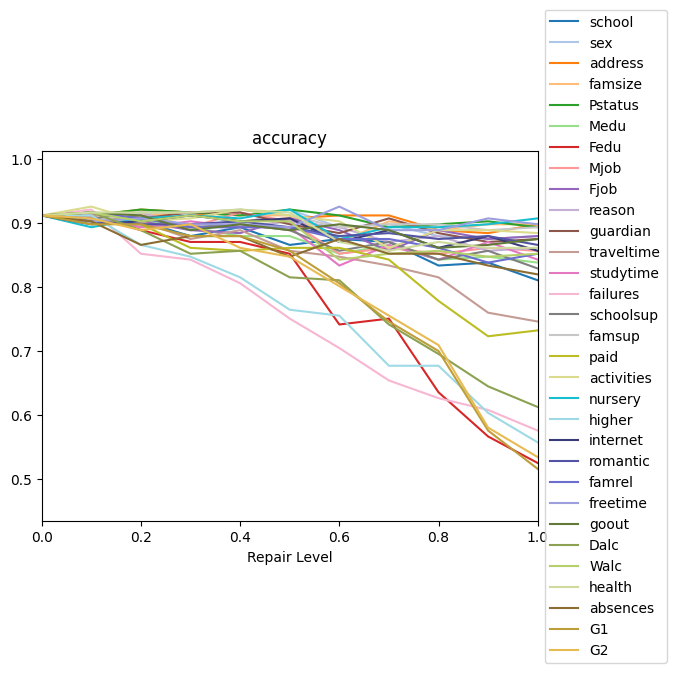 accuracy
1.0
0.9
0.8
0.7
0.6
0.5
0.0
0.2
0.4
0.6
0.8
1.0
Repair Level
school
sex
address
famsize
Pstatus
Medu
Fedu
Mjob
Fjob
reason
guardian
traveltime
studytime
failures
schoolsup
famsup
paid
activities
nursery
higher
internet
romantic
famrel
freetime
goout
Dalc
Walc
health
absences
G1
G2